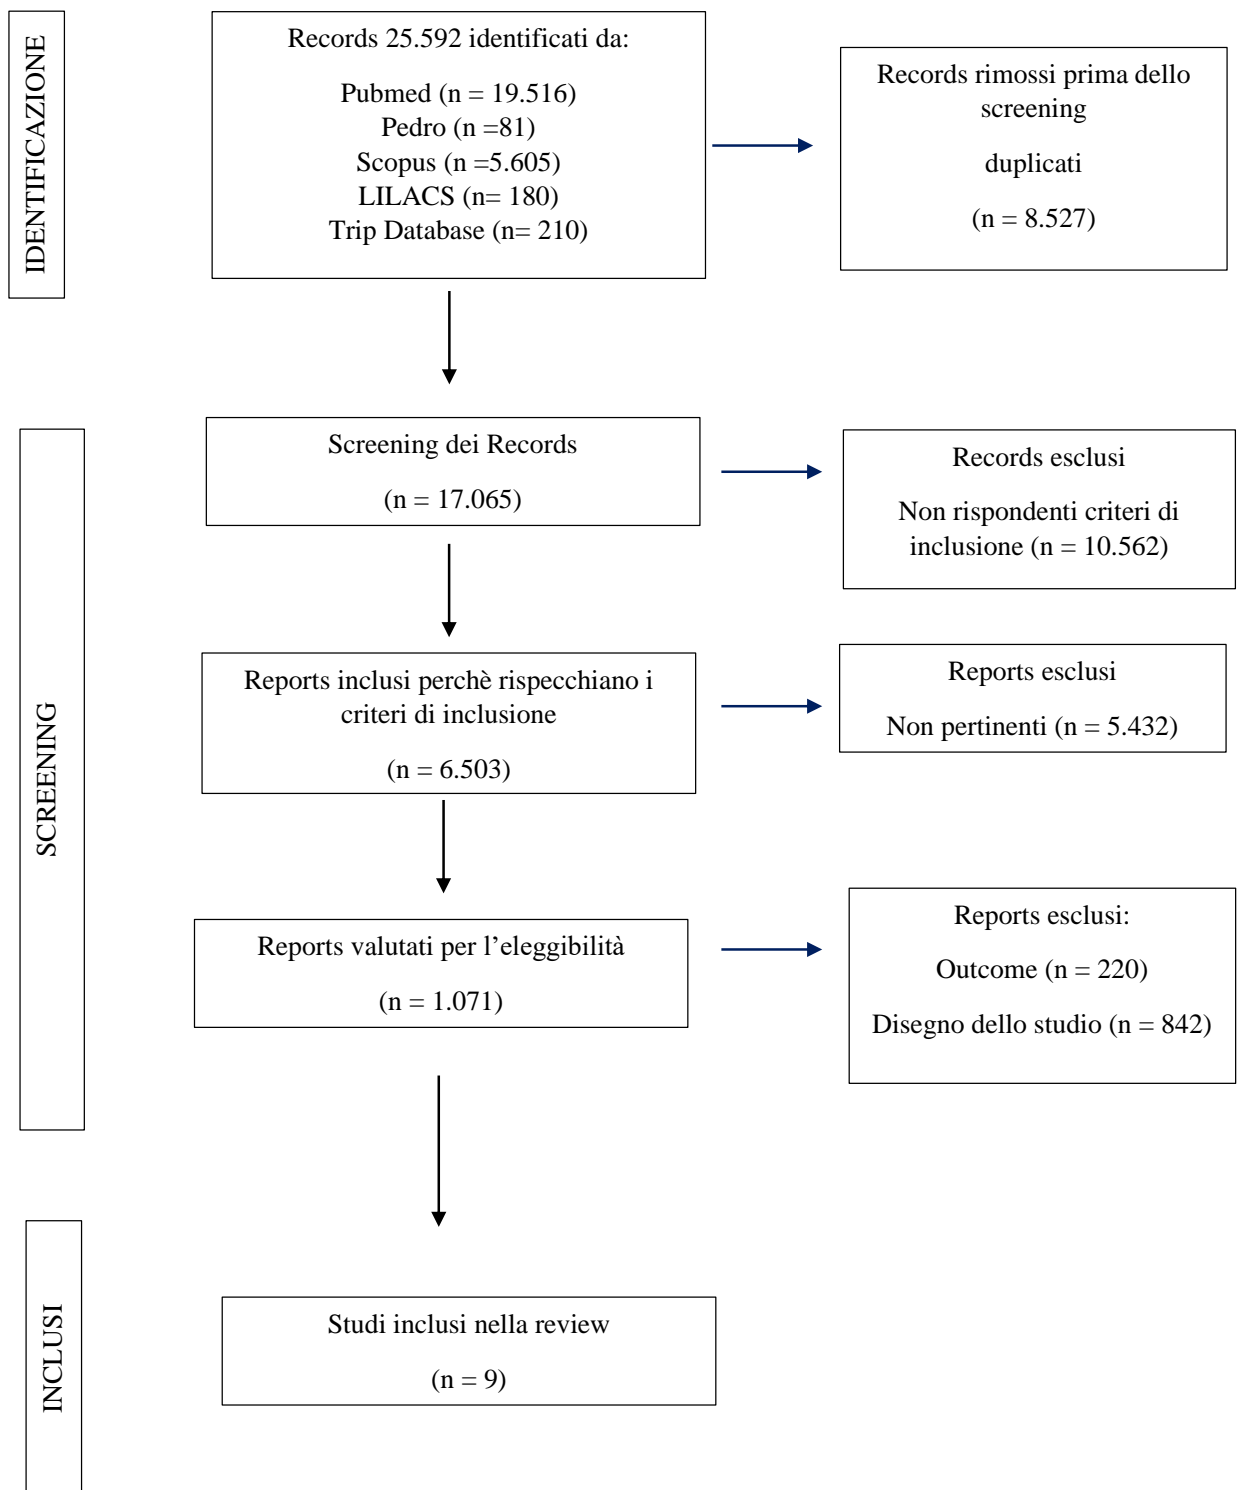 IDENTIFICAZIONE
Records 25.592 identificati da:
Pubmed (n = 19.516)
Pedro (n =81)
Scopus (n =5.605)
LILACS (n= 180)
Trip Database (n= 210)
Records rimossi prima dello
screening
duplicati
(n = 8.527)
SCREENING
Screening dei Records
(n = 17.065)
Records esclusi
Non rispondenti criteri di
inclusione (n = 10.562)
Reports inclusi perchè rispecchiano i
criteri di inclusione
(n = 6.503)
Reports esclusi
Non pertinenti (n = 5.432)
Reports valutati per l’eleggibilità
(n = 1.071)
Reports esclusi:
Outcome (n = 220)
Disegno dello studio (n = 842)
INCLUSI
Studi inclusi nella review
(n = 9)